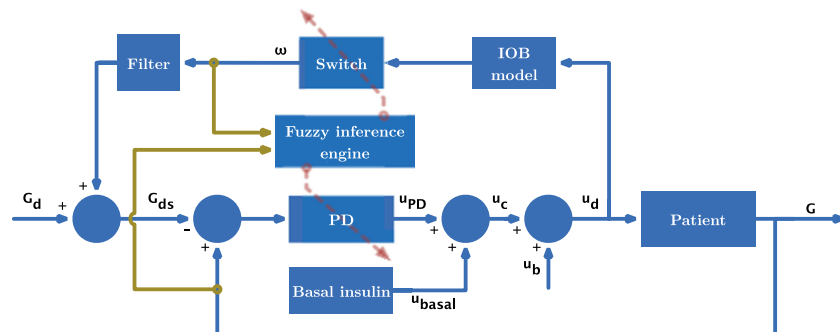 ω
Filter
Switch
IOB
model
Fuzzy inference
engine
+
G_d
+
G_ds
-
+
PD
u_PD
+
+
u_c
+
+
u_d
u_b
Patient
G
Basal insulin
u_basal